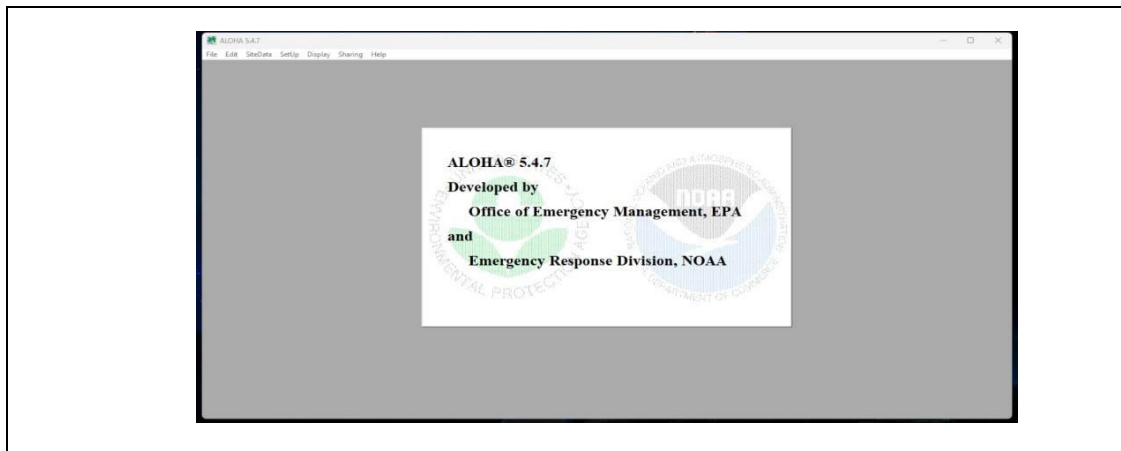 ALOHA 5.4.7
File Edit SiteData SetUp Display Sharing Help
ALOHA® 5.4.7
Developed by
Office of Emergency Management, EPA
and
Emergency Response Division, NOAA
NOAA